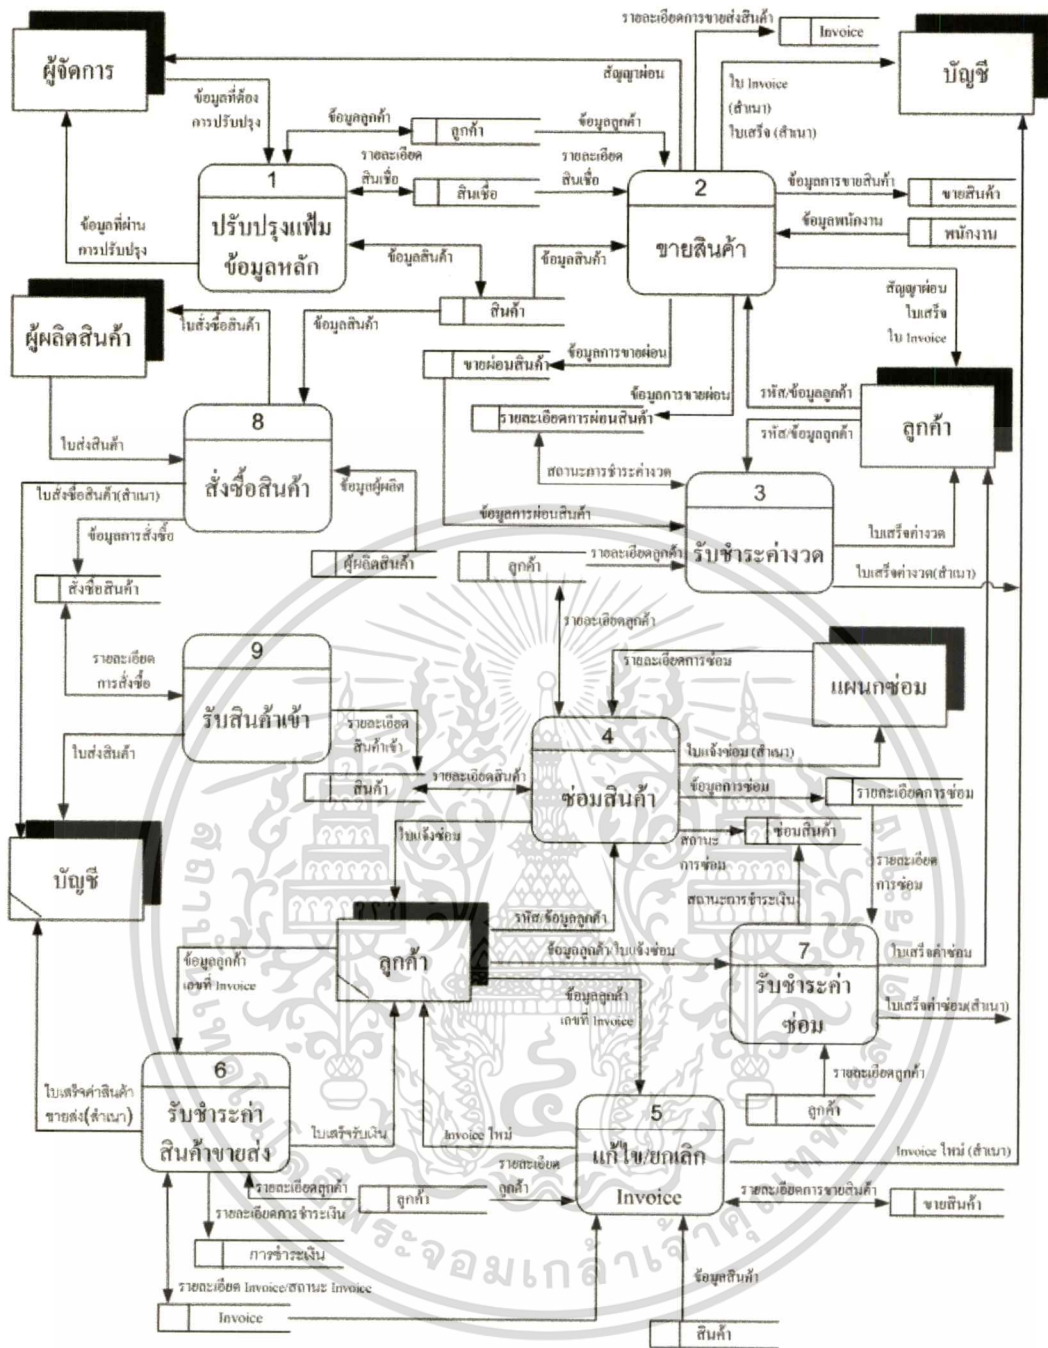 รายละเอียดการขายส่งสินค้า
Invoice
ผู้จัดการ
บัญชี
สัญญาผ่อน
ใบ Invoice
(สำเนา)
ใบเสร็จ (สำเนา)
ข้อมูลที่ต้อง
การปรับปรุง
ข้อมูลลูกค้า
ลูกค้า
ข้อมูลลูกค้า
รายละเอียด
สินเชื่อ
สินเชื่อ
รายละเอียด
สินเชื่อ
1
ปรับปรุงแฟ้ม
ข้อมูลหลัก
2
ขายสินค้า
ข้อมูลการขายสินค้า
ขายสินค้า
ข้อมูลพนักงาน
พนักงาน
ข้อมูลที่ผ่าน
การปรับปรุง
ข้อมูลสินค้า
ข้อมูลสินค้า
สินค้า
สัญญาผ่อน
ใบเสร็จ
ใบ Invoice
ผู้ผลิตสินค้า
ใบสั่งซื้อสินค้า
ข้อมูลสินค้า
ขายผ่อนสินค้า
ข้อมูลการขายผ่อน
ข้อมูลการขายผ่อน
รายละเอียดการผ่อนสินค้า
รหัส/ข้อมูลลูกค้า
รหัส/ข้อมูลลูกค้า
ลูกค้า
ใบส่งสินค้า
8
สั่งซื้อสินค้า
สถานะการชำระค่างวด
3
รับชำระค่างวด
ใบสั่งซื้อสินค้า(สำเนา)
ข้อมูลผู้ผลิต
ข้อมูลการผ่อนสินค้า
ข้อมูลการสั่งซื้อ
ผู้ผลิตสินค้า
ลูกค้า
รายละเอียดลูกค้า
ใบเสร็จค่างวด
ใบเสร็จค่างวด(สำเนา)
สั่งซื้อสินค้า
รายละเอียดลูกค้า
รายละเอียด
การสั่งซื้อ
9
รับสินค้าเข้า
รายละเอียดการซ่อม
แผนกซ่อม
รายละเอียด
สินค้าเข้า
ใบส่งสินค้า
สินค้า
รายละเอียดสินค้า
4
ซ่อมสินค้า
ใบแจ้งซ่อม (สำเนา)
ข้อมูลการซ่อม
รายละเอียดการซ่อม
ใบแจ้งซ่อม
สถานะ
การซ่อม
ซ่อมสินค้า
รายละเอียด
การซ่อม
บัญชี
รหัส/ข้อมูลลูกค้า
สถานะการชำระเงิน
ลูกค้า
ข้อมูลลูกค้า/ใบแจ้งซ่อม
7
รับชำระค่า
ซ่อม
ใบเสร็จค่าซ่อม
ใบเสร็จค่าซ่อม(สำเนา)
ข้อมูลลูกค้า
เลขที่ Invoice
ข้อมูลลูกค้า
เลขที่ Invoice
6
รับชำระค่า
สินค้าขายส่ง
ใบเสร็จค่าสินค้า
ขายส่ง(สำเนา)
ใบเสร็จรับเงิน
Invoice ใหม่
5
แก้ไข/ยกเลิก
Invoice
รายละเอียดลูกค้า
ลูกค้า
Invoice ใหม่ (สำเนา)
รายละเอียดลูกค้า
ลูกค้า
รายละเอียด
ลูกค้า
รายละเอียดการขายสินค้า
ขายสินค้า
รายละเอียดการชำระเงิน
การชำระเงิน
รายละเอียด Invoice/สถานะ Invoice
Invoice
ข้อมูลสินค้า
สินค้า
สถาบันเทคโนโลยีพระจอมเกล้าเจ้าคุณทหารลาดกระบัง